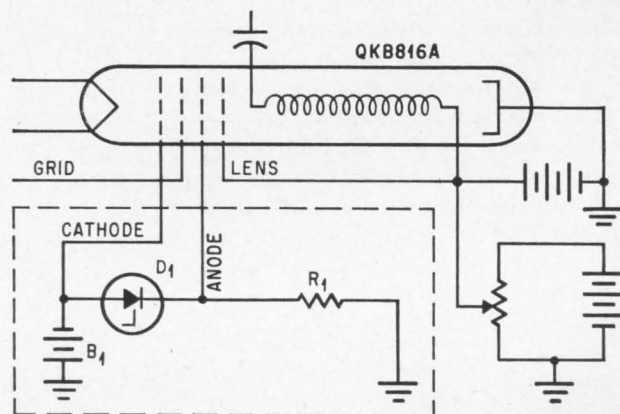 QKB816A
GRID
LENS
CATHODE
D1
ANODE
R1
B1